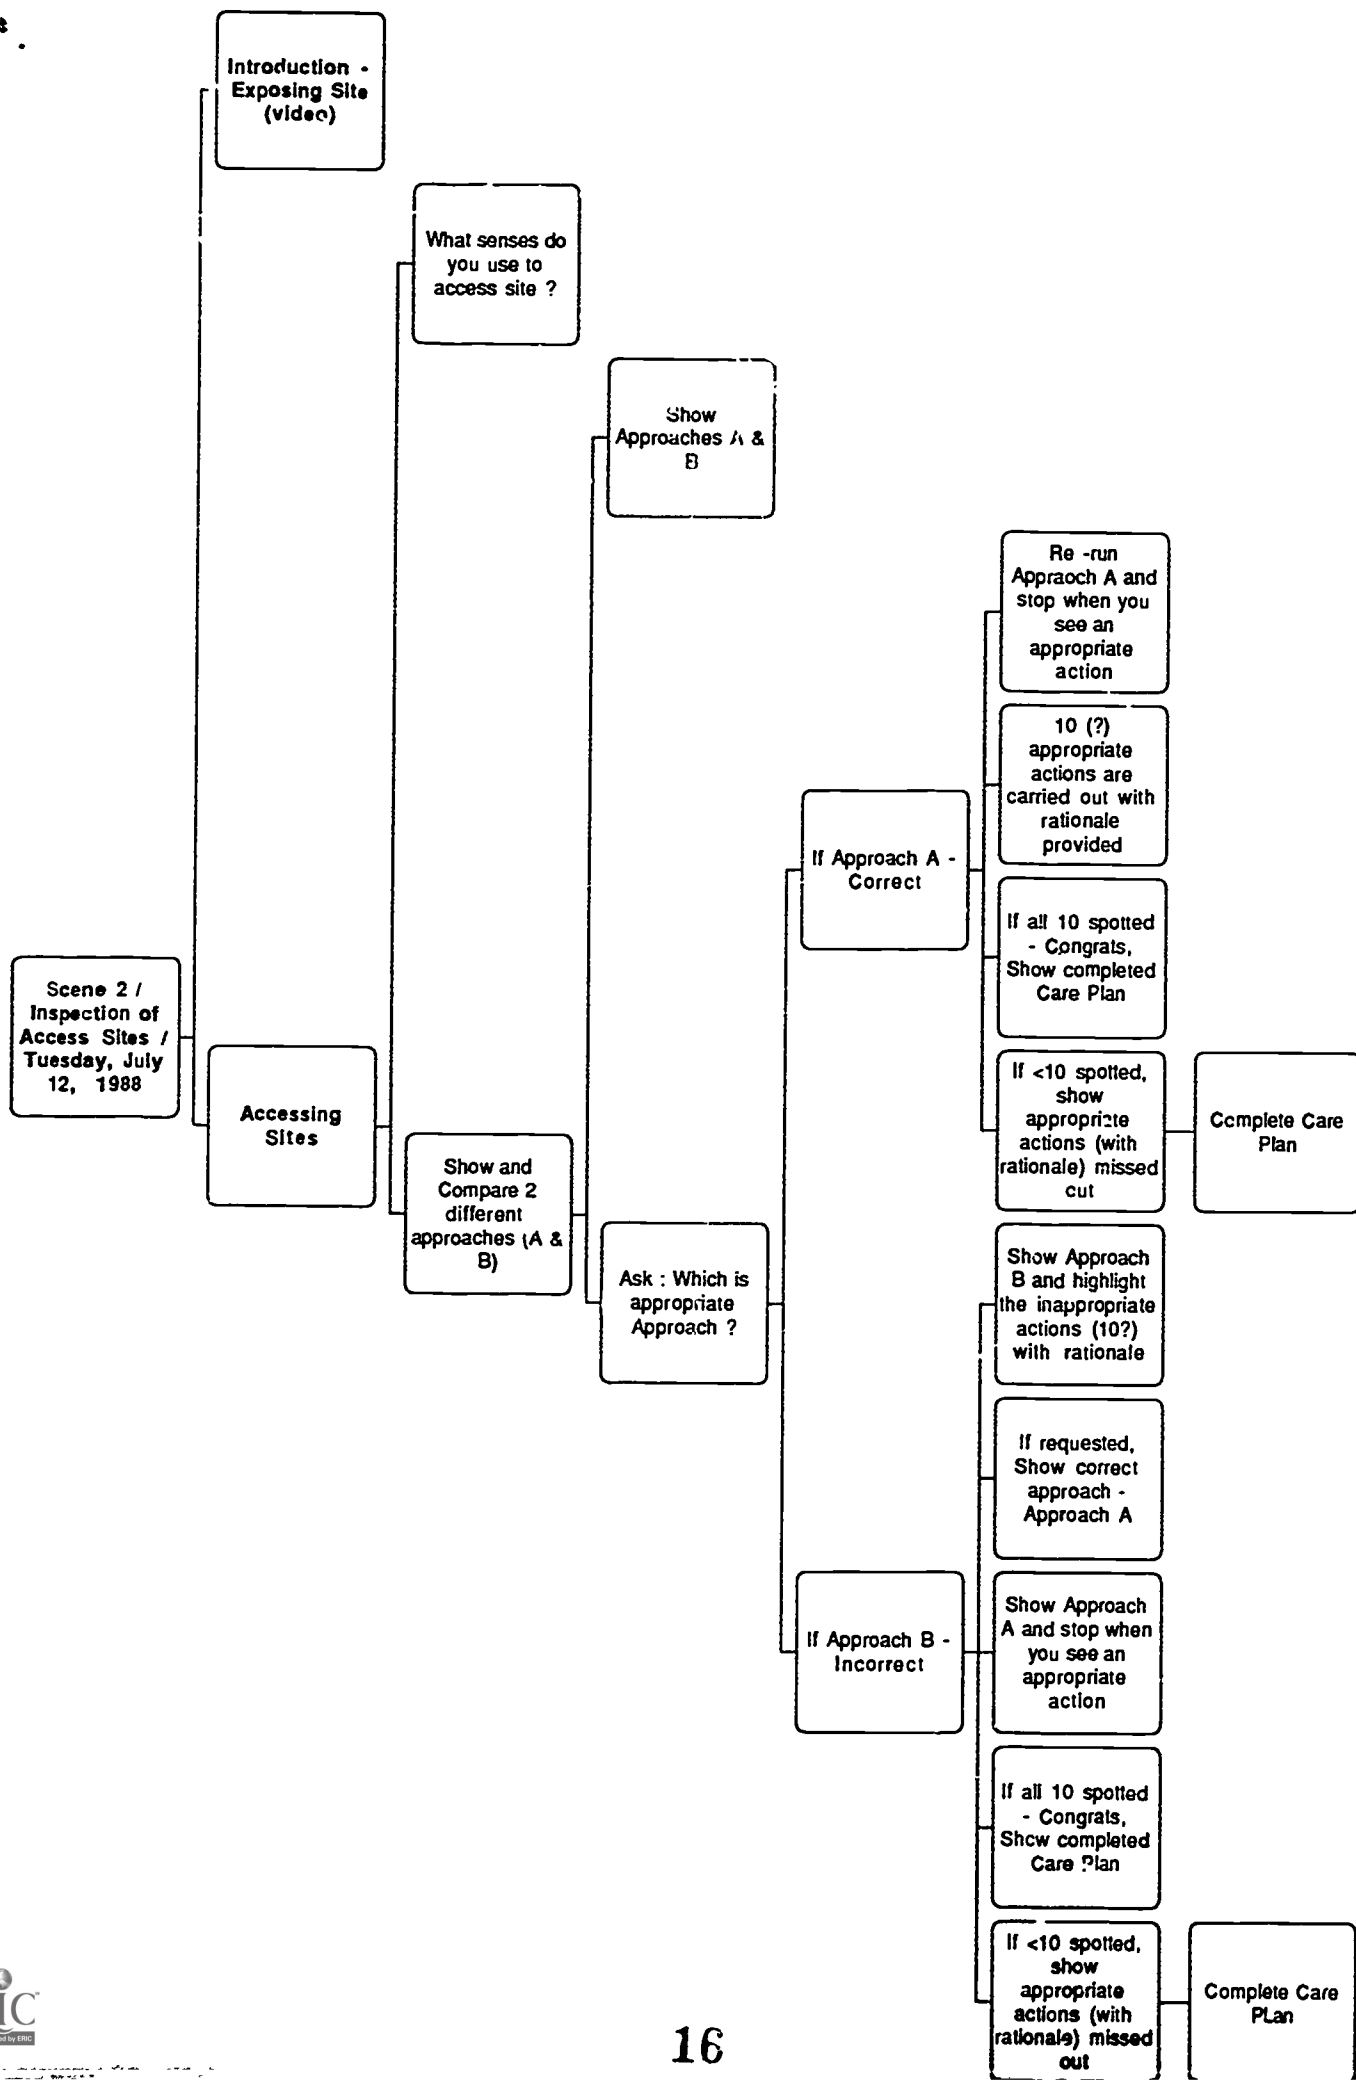 Introduction -
Exposing Site
(video)
What senses do
you use to
access site ?
Show
Approaches A &
B
Re -run
Appraoch A and
stop when you
see an
appropriate
action
10 (?)
appropriate
actions are
carried out with
rationale
provided
If Approach A -
Correct
If all 10 spotted
- Congrats,
Show completed
Care Plan
Scene 2 /
Inspection of
Access Sites /
Tuesday, July
12, 1988
Accessing
Sites
If <10 spotted,
show
appropriate
actions (with
rationale) missed
out
Complete Care
Plan
Show and
Compare 2
different
approaches (A &
B)
Ask : Which is
appropriate
Approach ?
Show Approach
B and highlight
the inappropriate
actions (10?)
with rationale
If requested,
Show correct
approach -
Approach A
If Approach B -
Incorrect
Show Approach
A and stop when
you see an
appropriate
action
If all 10 spotted
- Congrats,
Show completed
Care Plan
If <10 spotted,
show
appropriate
actions (with
rationale) missed
out
Complete Care
PLan
16